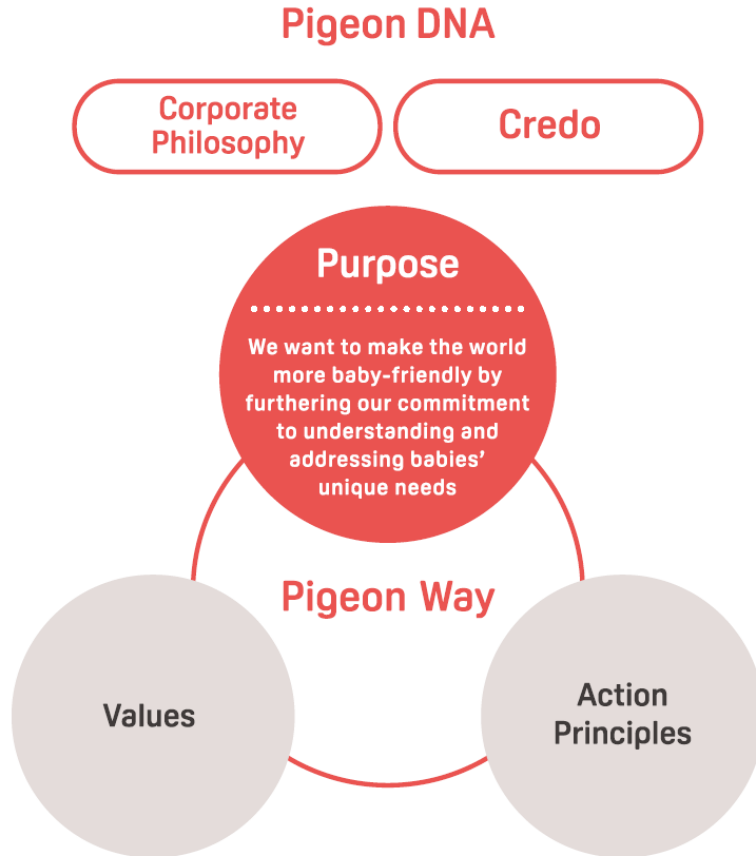 Pigeon DNA
Corporate
Philosophy
Credo
Purpose
We want to make the world
more baby-friendly by
furthering our commitment
to understanding and
addressing babies’
unique needs
Pigeon Way
Values
Action
Principles